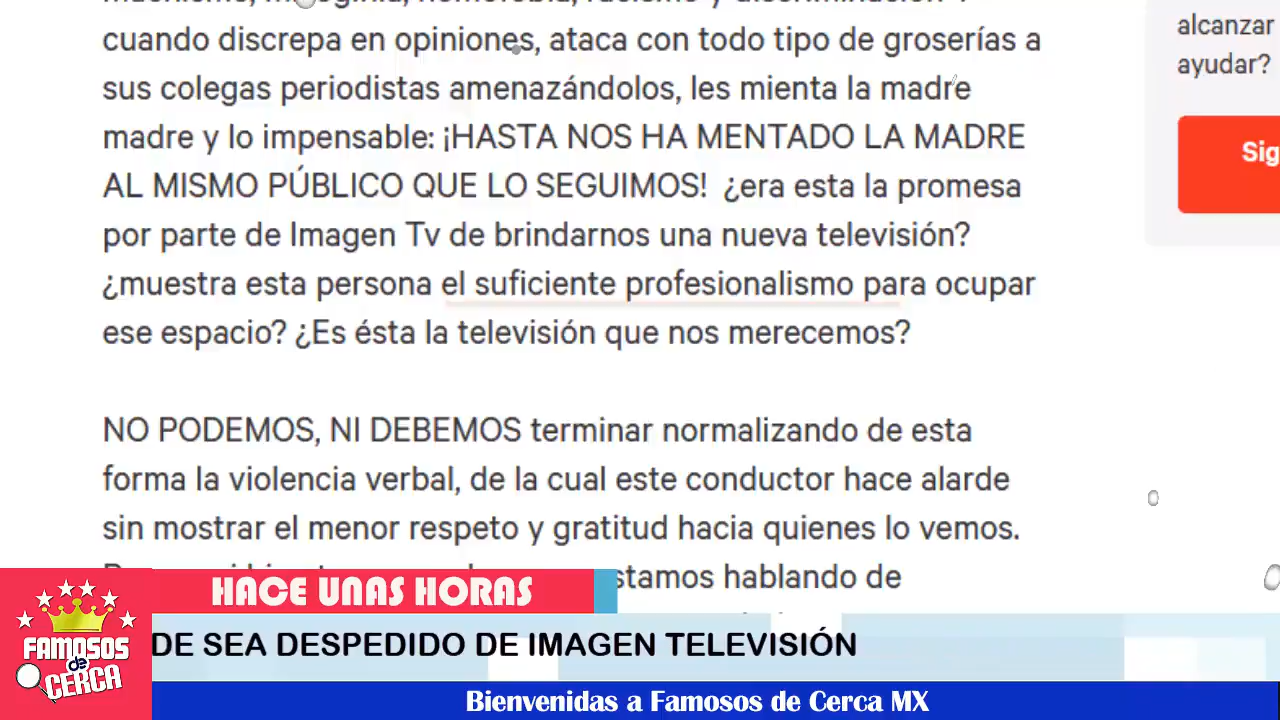 cuando discrepa en opiniones, ataca con todo tipo de groserías a
sus colegas periodistas amenazándolos, les mienta la madre
madre y lo impensable: ¡HASTA NOS HA MENTADO LA MADRE
AL MISMO PÚBLICO QUE LO SEGUIMOS! ¿era esta la promesa
por parte de Imagen Tv de brindarnos una nueva televisión?
¿muestra esta persona el suficiente profesionalismo para ocupar
ese espacio? ¿Es ésta la televisión que nos merecemos?
NO PODEMOS, NI DEBEMOS terminar normalizando de esta
forma la violencia verbal, de la cual este conductor hace alarde
sin mostrar el menor respeto y gratitud hacia quienes lo vemos.
stamos hablando de
alcanzar
ayudar?
Sig
HACE UNAS HORAS
DE SEA DESPEDIDO DE IMAGEN TELEVISIÓN
FAMOSOS
de
CERCA
Bienvenidas a Famosos de Cerca MX